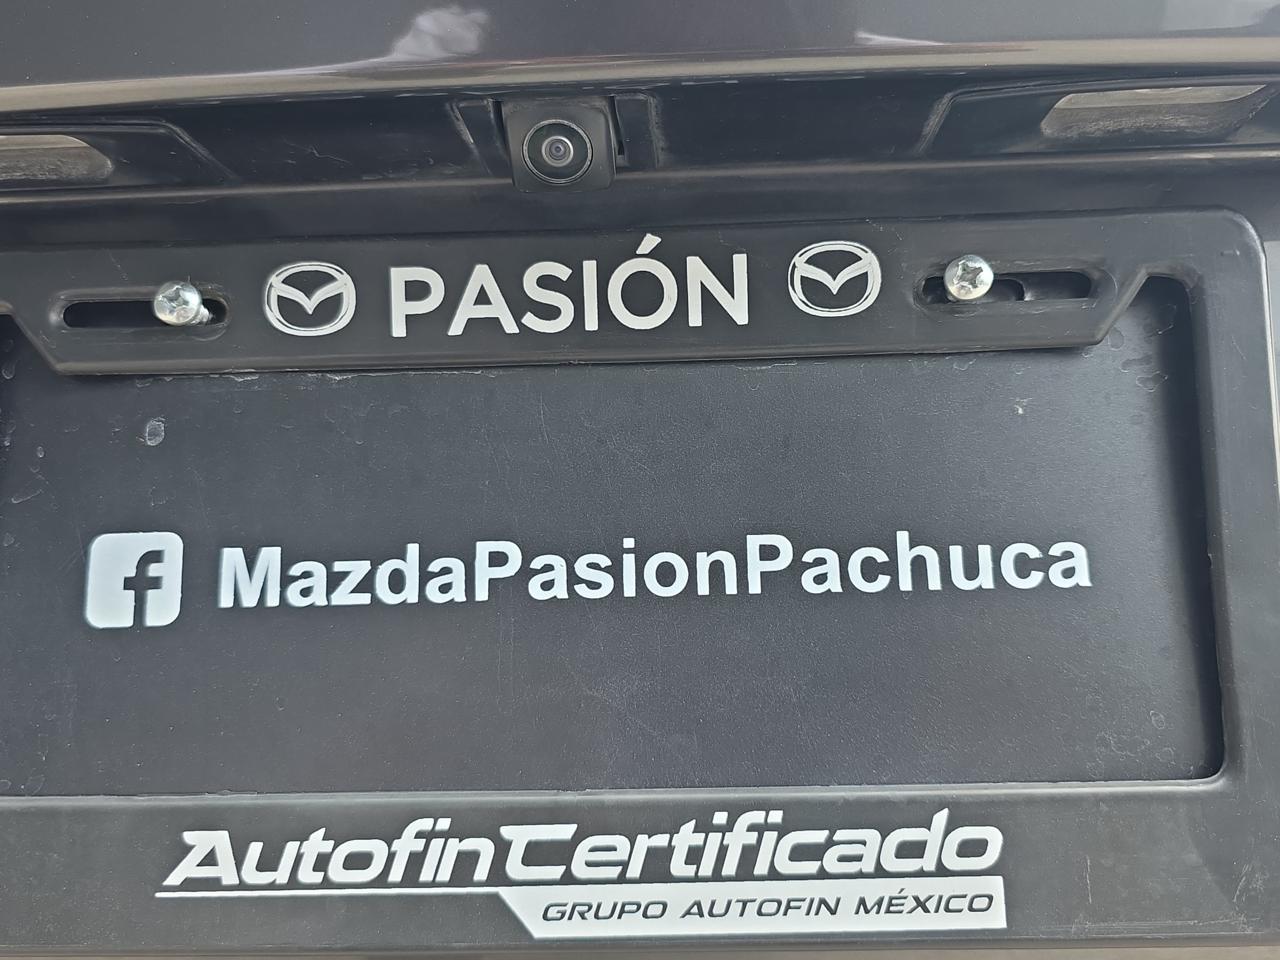 PASIÓN
MazdaPasionPachuca
AutofinCertificado
GRUPO AUTOFIN MÉXICO